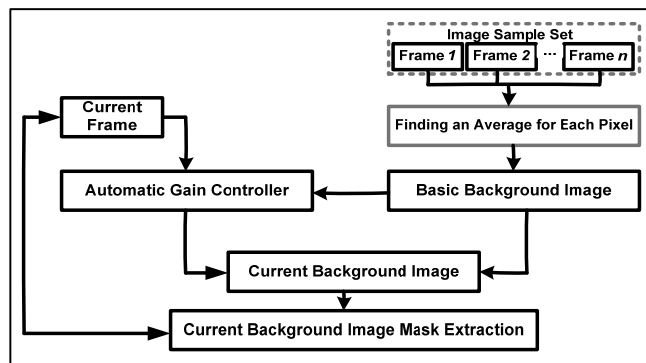 Image Sample Set
Frame 1 Frame 2 ... Frame n
Current
Frame
Finding an Average for Each Pixel
Automatic Gain Controller
Basic Background Image
Current Background Image
Current Background Image Mask Extraction